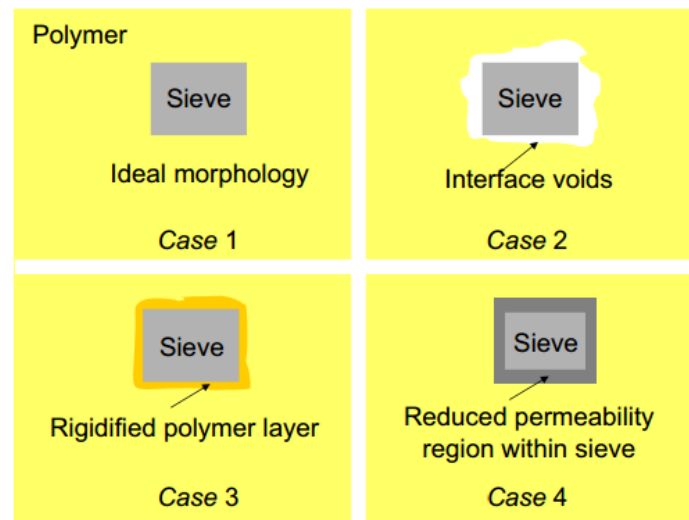 Polymer
Sieve
Ideal morphology
Case 1
Sieve
Interface voids
Case 2
Sieve
Rigidified polymer layer
Case 3
Sieve
Reduced permeability
region within sieve
Case 4